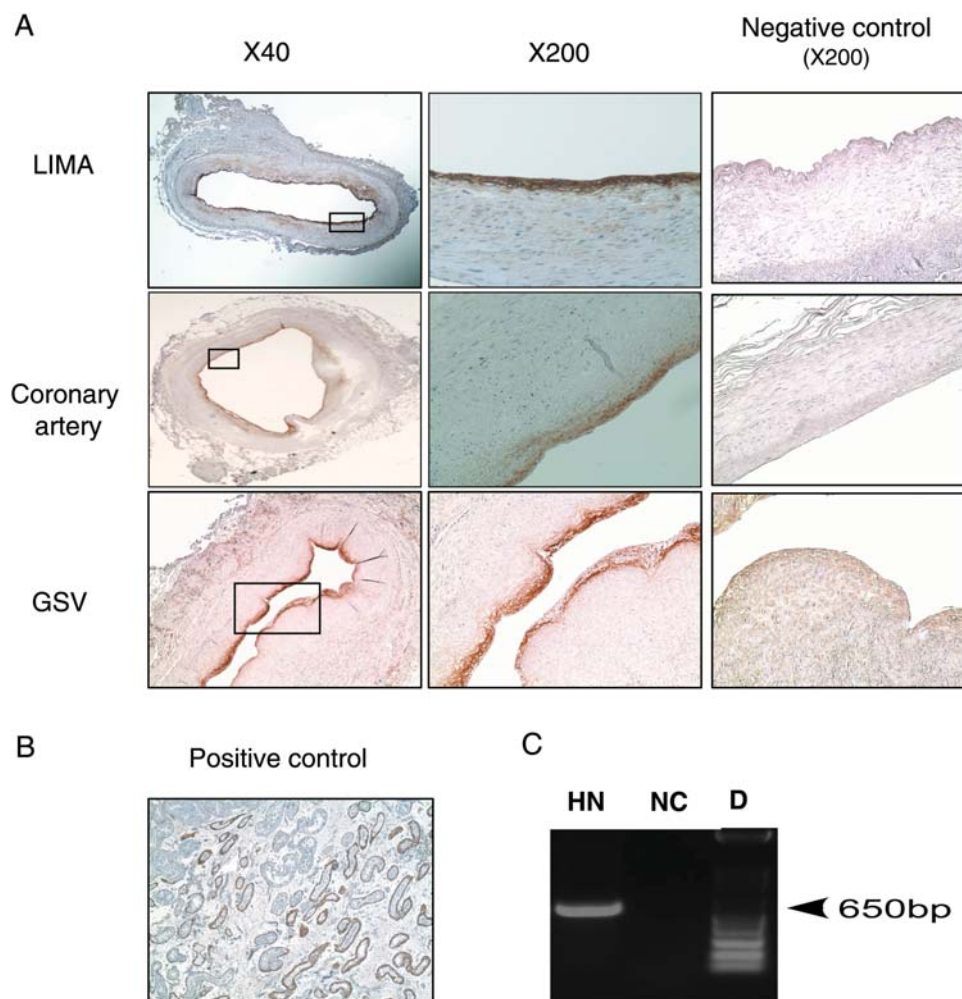 A
X40
X200
Negative control
(X200)
LIMA
Coronary
artery
GSV
B
Positive control
C
HN
NC
D
650bp